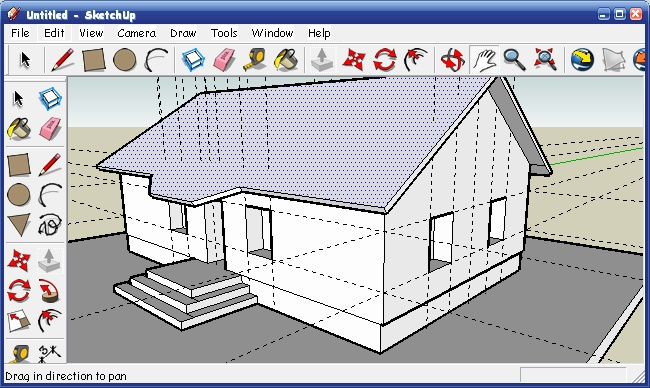 Untitled - SketchUp
File Edit View Camera Draw Tools Window Help
Drag in direction to pan